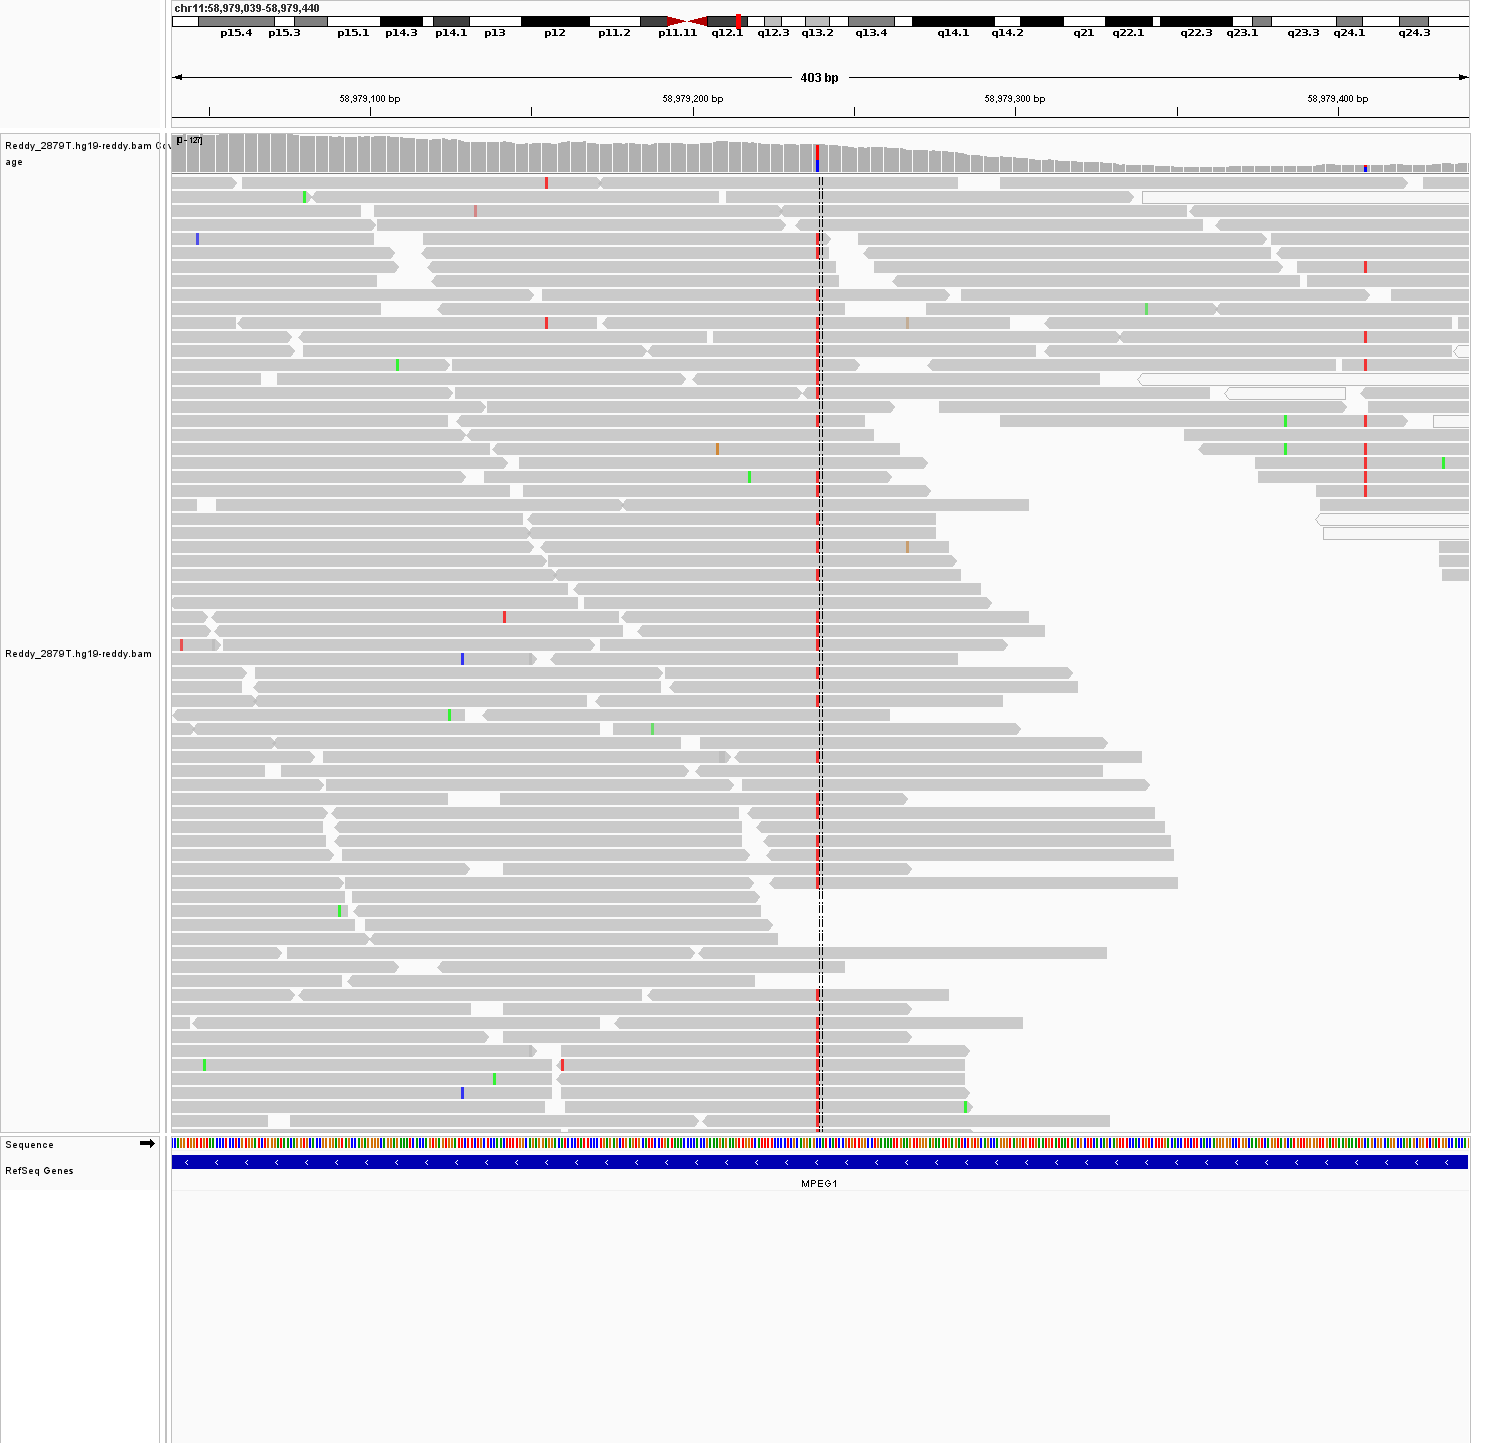 chr11:58,979,039-58,979,440
p15.4 p15.3 p15.1 p14.3 p14.1 p13 p12 p11.2 p11.11 q12.1 q12.3 q13.2 q13.4 q14.1 q14.2 q21 q22.1 q22.3 q23.1 q23.3 q24.1 q24.3
403 bp
58,979,100 bp 58,979,200 bp 58,979,300 bp 58,979,400 bp
[0 - 127]
Reddy_2879T.hg19-reddy.bam Cov
age
Reddy_2879T.hg19-reddy.bam
Sequence
RefSeq Genes
MPEG1